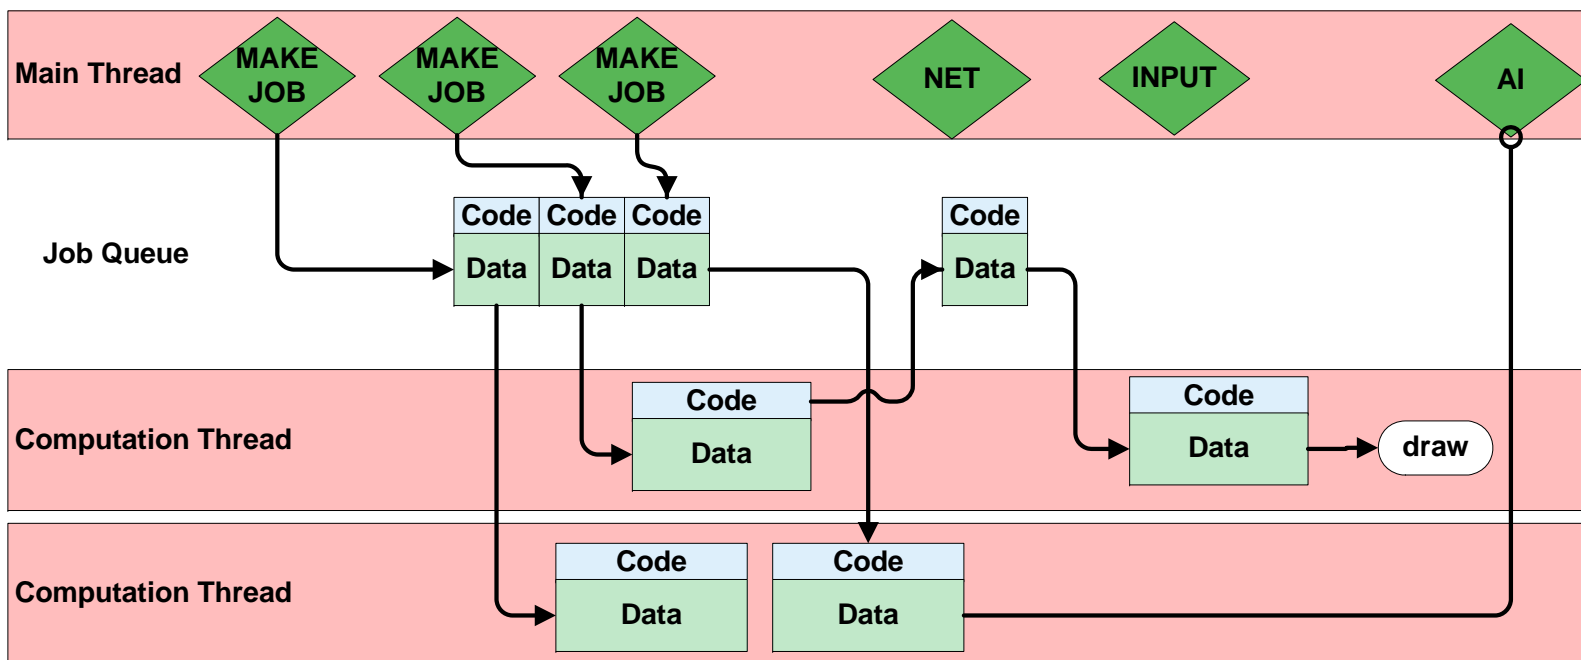 Main Thread
MAKE
JOB
MAKE
JOB
MAKE
JOB
NET
INPUT
AI
Job Queue
Code
Data
Code
Data
Code
Data
Code
Data
Computation Thread
Code
Data
Code
Data
draw
Computation Thread
Code
Data
Code
Data